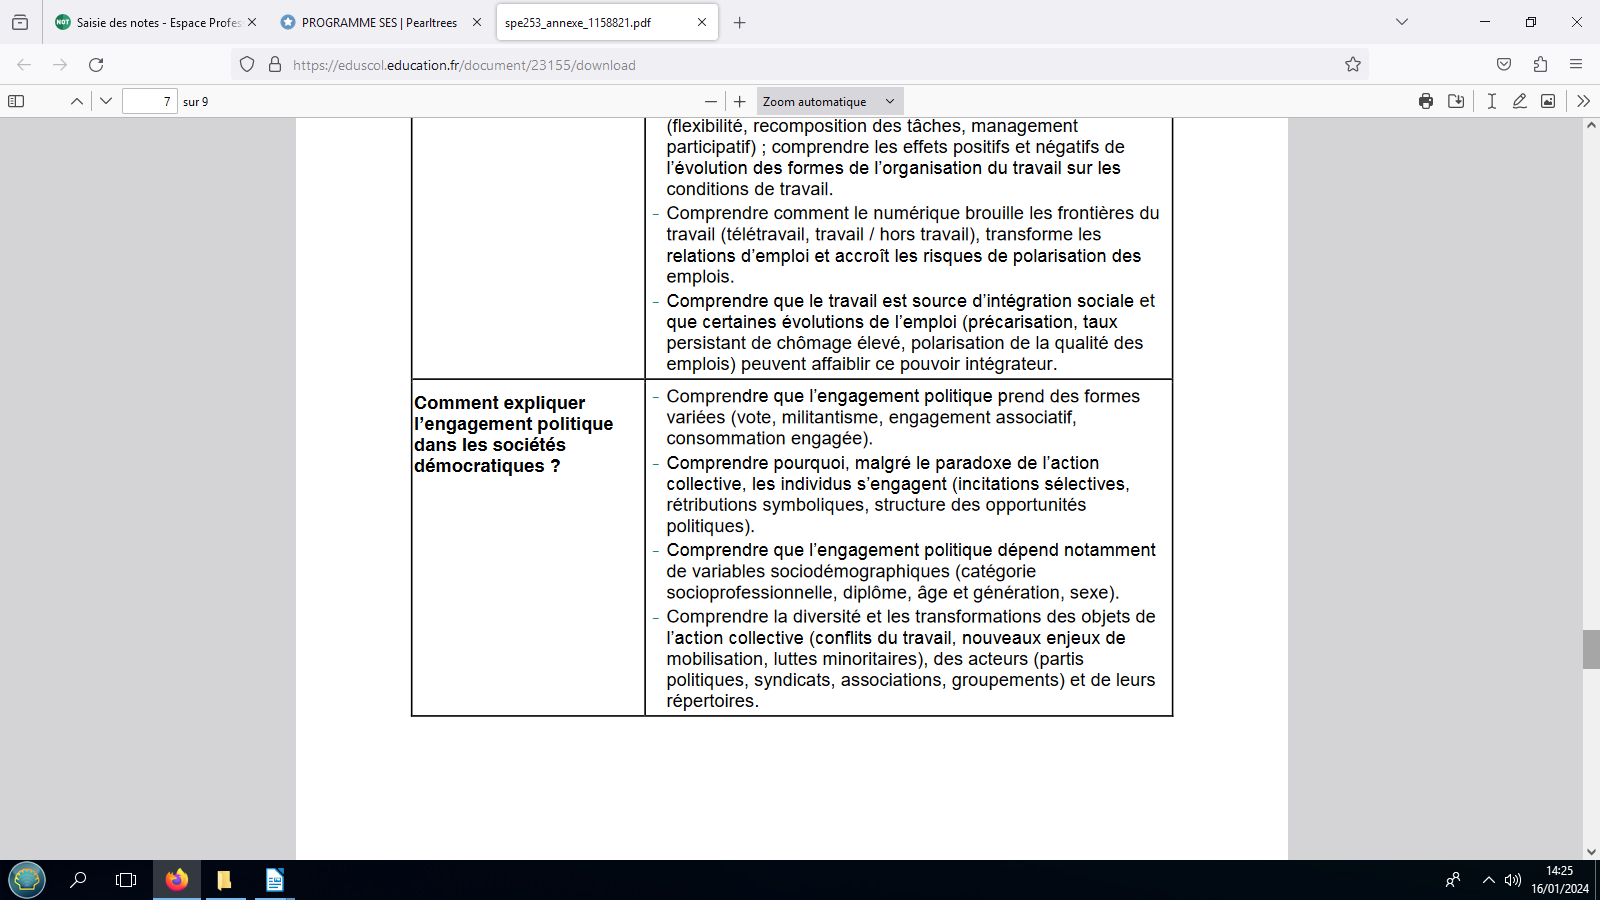 Saisie des notes - Espace Profes
PROGRAMME SES | Pearltrees
spe253_annexe_1158821.pdf
https://eduscol.education.fr/document/23155/download
7 sur 9
Zoom automatique
(flexibilité, recomposition des tâches, management
participatif) ; comprendre les effets positifs et négatifs de
l’évolution des formes de l’organisation du travail sur les
conditions de travail.
- Comprendre comment le numérique brouille les frontières du
travail (télétravail, travail / hors travail), transforme les
relations d’emploi et accroît les risques de polarisation des
emplois.
- Comprendre que le travail est source d’intégration sociale et
que certaines évolutions de l’emploi (précarisation, taux
persistant de chômage élevé, polarisation de la qualité des
emplois) peuvent affaiblir ce pouvoir intégrateur.
Comment expliquer
l’engagement politique
dans les sociétés
démocratiques ?
- Comprendre que l’engagement politique prend des formes
variées (vote, militantisme, engagement associatif,
consommation engagée).
- Comprendre pourquoi, malgré le paradoxe de l’action
collective, les individus s’engagent (incitations sélectives,
rétributions symboliques, structure des opportunités
politiques).
- Comprendre que l’engagement politique dépend notamment
de variables sociodémographiques (catégorie
socioprofessionnelle, diplôme, âge et génération, sexe).
- Comprendre la diversité et les transformations des objets de
l’action collective (conflits du travail, nouveaux enjeux de
mobilisation, luttes minoritaires), des acteurs (partis
politiques, syndicats, associations, groupements) et de leurs
répertoires.
14:25
16/01/2024